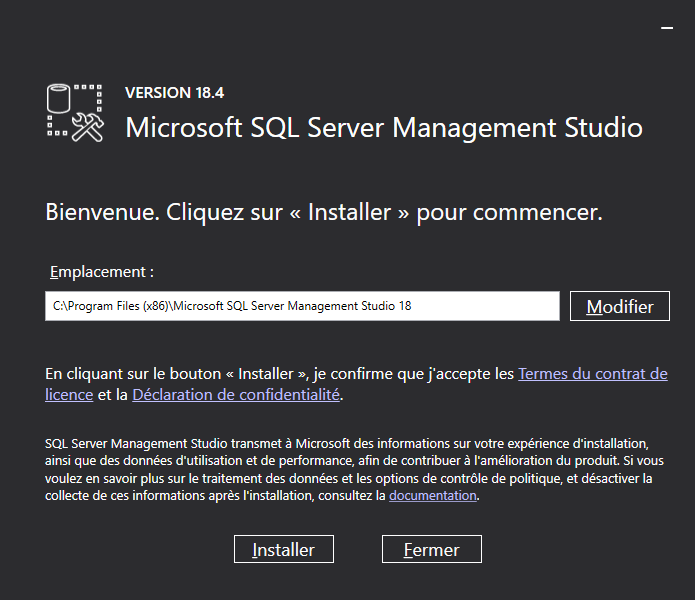 VERSION 18.4
Microsoft SQL Server Management Studio
Bienvenue. Cliquez sur « Installer » pour commencer.
Emplacement :
C:\Program Files (x86)\Microsoft SQL Server Management Studio 18
Modifier
En cliquant sur le bouton « Installer », je confirme que j'accepte les Termes du contrat de
licence et la Déclaration de confidentialité.
SQL Server Management Studio transmet à Microsoft des informations sur votre expérience d'installation,
ainsi que des données d'utilisation et de performance, afin de contribuer à l'amélioration du produit. Si vous
voulez en savoir plus sur le traitement des données et les options de contrôle de politique, et désactiver la
collecte de ces informations après l'installation, consultez la documentation.
Installer
Fermer